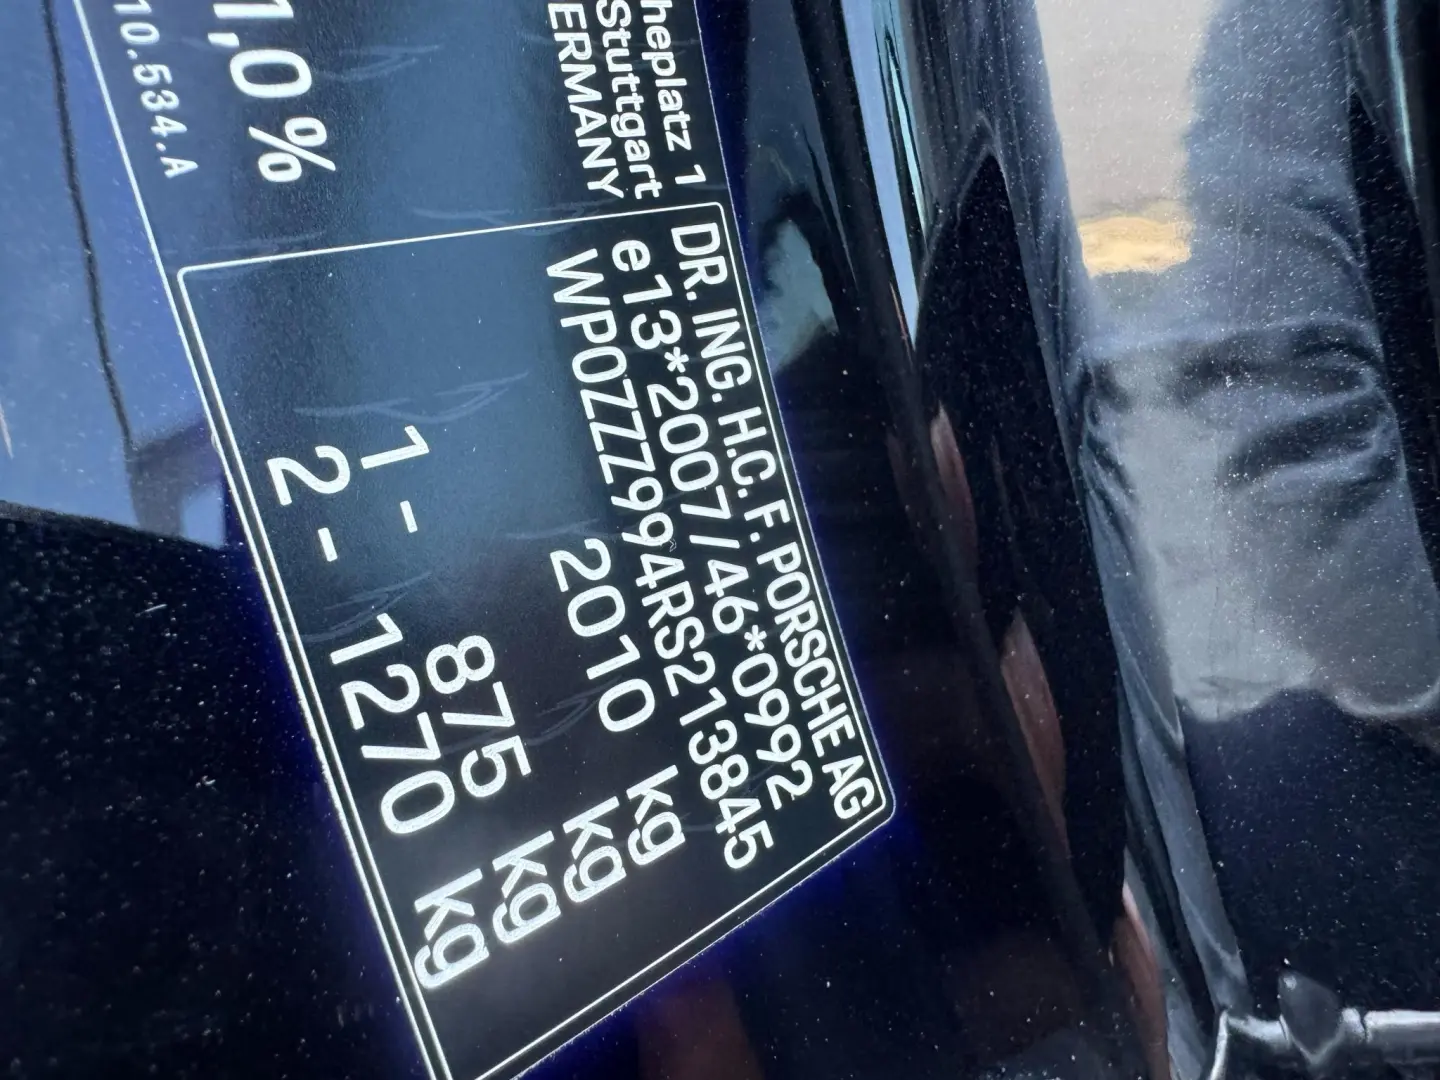 heplatz 1
Stuttgart
ERMANY
1,0 %
10.534.A
DR. ING. H.C. F. PORSCHE AG
e13*2007/46*0992
WP0ZZZ994RS213845
2010 kg
kg
1 - 875 kg
2 - 1270 kg